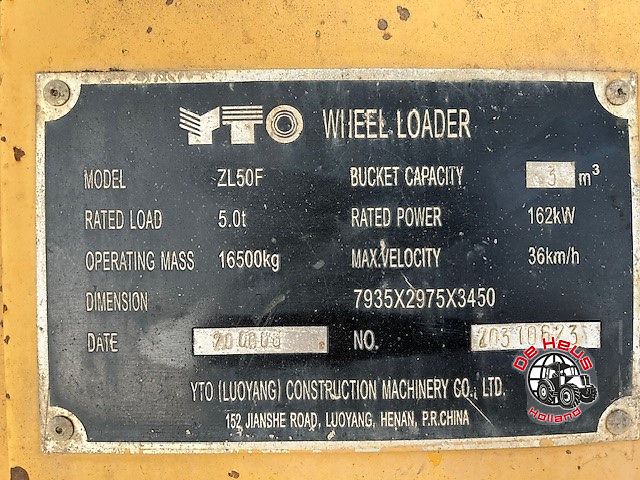 YTO WHEEL LOADER
MODEL ZL50F BUCKET CAPACITY 3 m³
RATED LOAD 5.0t RATED POWER 162kW
OPERATING MASS 16500kg MAX.VELOCITY 36km/h
DIMENSION 7935X2975X3450
DATE NO.
YTO (LUOYANG) CONSTRUCTION MACHINERY CO., LTD.
152 JIANSHE ROAD, LUOYANG, HENAN, P.R.CHINA
De Heus
Holland